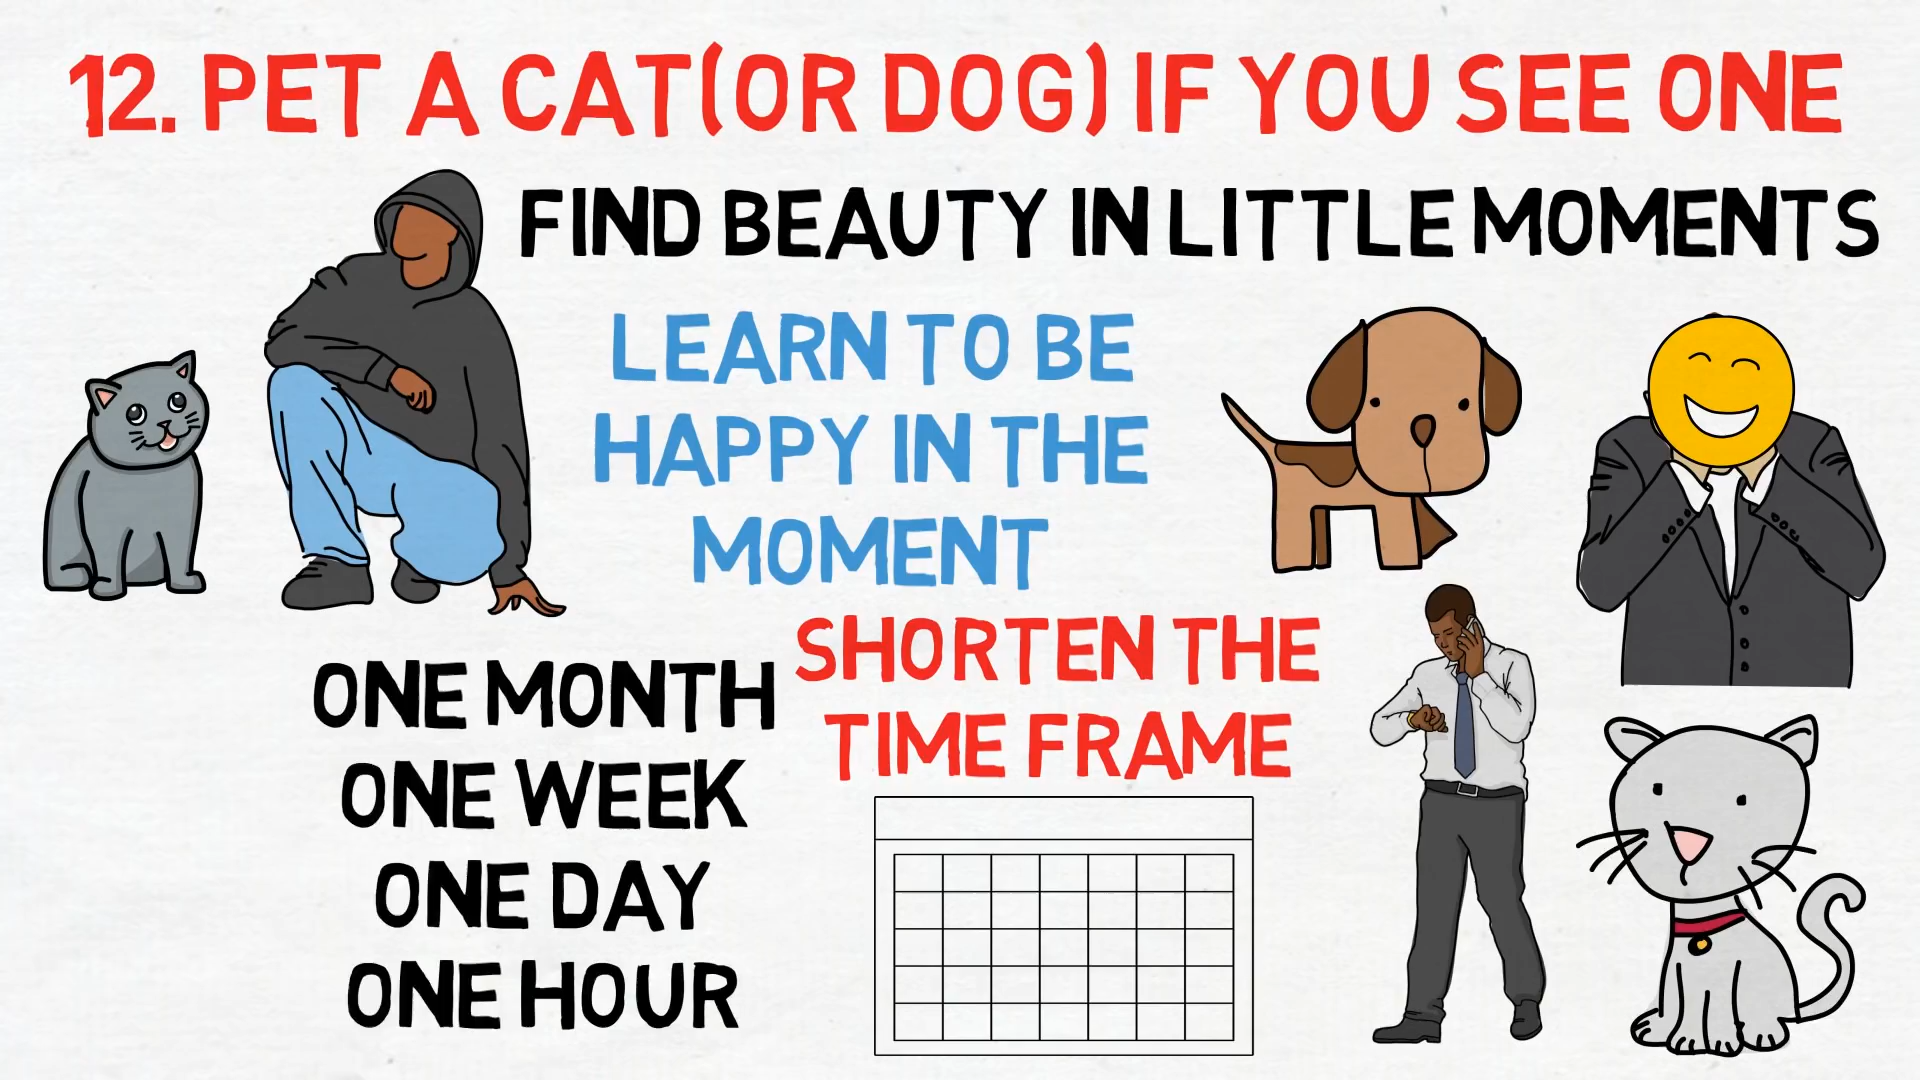 12. PET A CAT(OR DOG) IF YOU SEE ONE
FIND BEAUTY IN LITTLE MOMENTS
LEARN TO BE
HAPPY IN THE
MOMENT
SHORTEN THE
TIME FRAME
ONE MONTH
ONE WEEK
ONE DAY
ONE HOUR